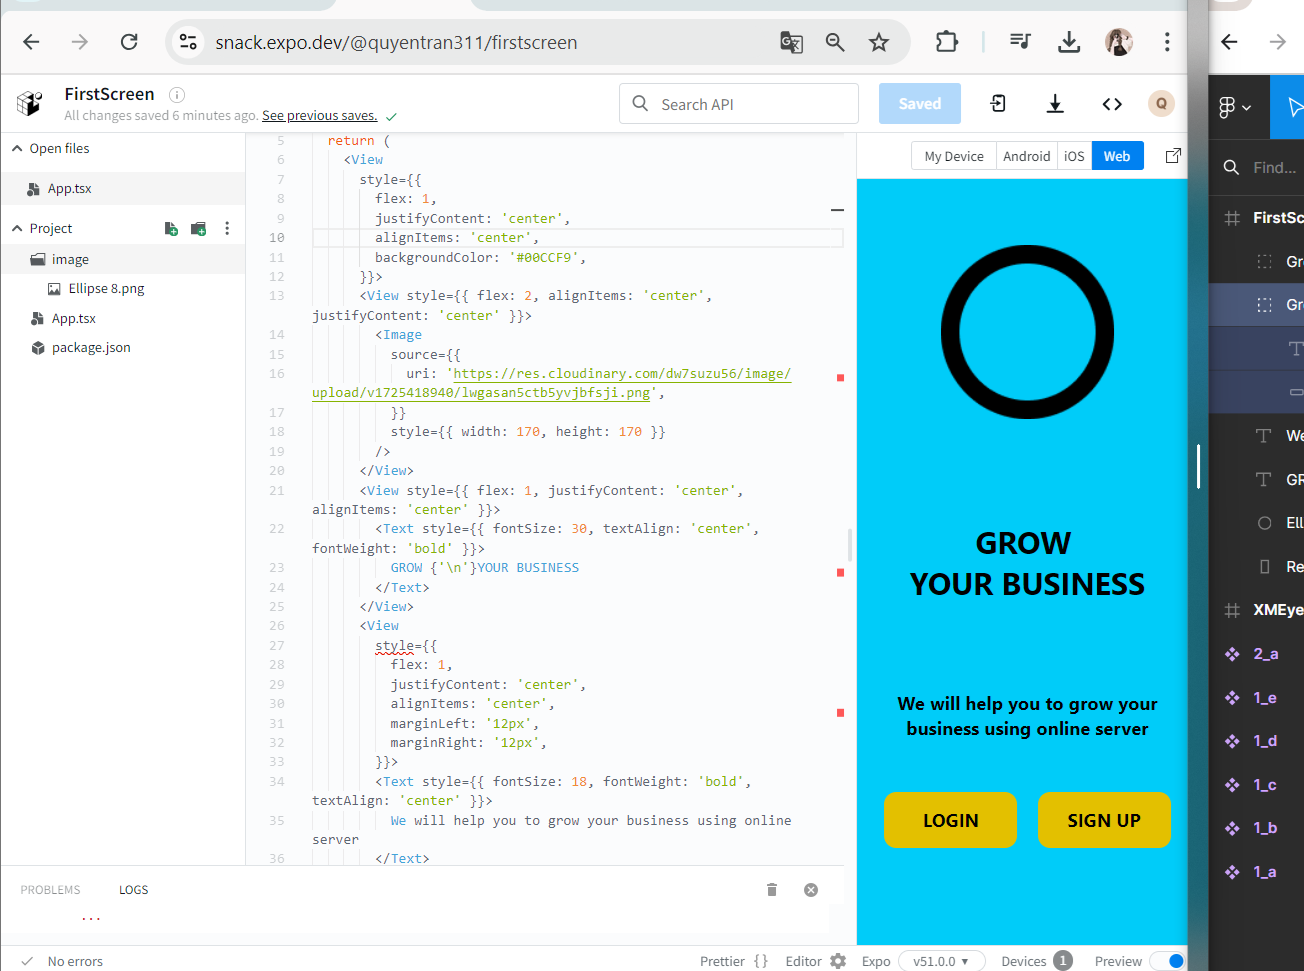 snack.expo.dev/@quyentran311/firstscreen
FirstScreen
All changes saved 6 minutes ago. See previous saves.
Search API
Saved
Q
Open files
App.tsx
Project
image
Ellipse 8.png
App.tsx
package.json
5 return (
6 <View
7 style={{
8 flex: 1,
9 justifyContent: 'center',
10 alignItems: 'center',
11 backgroundColor: '#00CCF9',
12 }}>
13 <View style={{ flex: 2, alignItems: 'center',
justifyContent: 'center' }}>
14 <Image
15 source={{
16 uri: 'https://res.cloudinary.com/dw7suzu56/image/
upload/v1725418940/lwgasan5ctb5yvjbfsji.png',
17 }}
18 style={{ width: 170, height: 170 }}
19 />
20 </View>
21 <View style={{ flex: 1, justifyContent: 'center',
alignItems: 'center' }}>
22 <Text style={{ fontSize: 30, textAlign: 'center',
fontWeight: 'bold' }}>
23 GROW {'\n'}YOUR BUSINESS
24 </Text>
25 </View>
26 <View
27 style={{
28 flex: 1,
29 justifyContent: 'center',
30 alignItems: 'center',
31 marginLeft: '12px',
32 marginRight: '12px',
33 }}>
34 <Text style={{ fontSize: 18, fontWeight: 'bold',
textAlign: 'center' }}>
35 We will help you to grow your business using online
server
36 </Text>
PROBLEMS LOGS
...
No errors
Prettier {} Editor Expo v51.0.0 Devices 1 Preview
My Device Android iOS Web
GROW
YOUR BUSINESS
We will help you to grow your
business using online server
LOGIN SIGN UP
Find...
FirstSc
Gr
Gr
We
GR
Ell
Re
XMEye
2_a
1_e
1_d
1_c
1_b
1_a